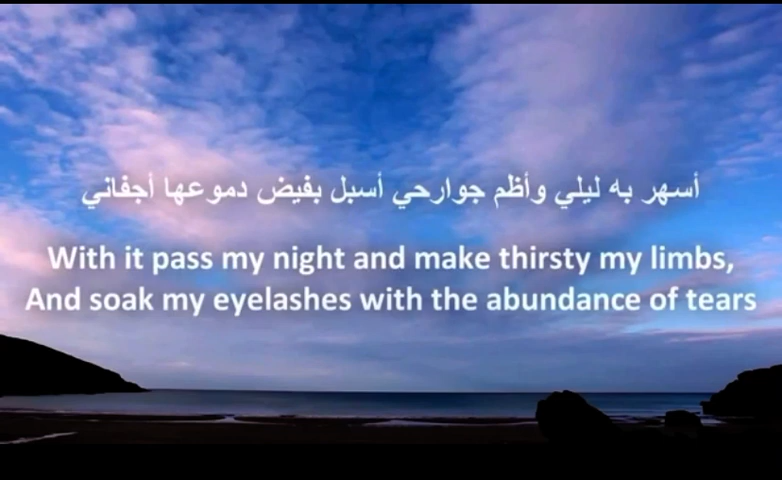 أسهر به ليلي وأظم جوارحي أسبل بفيض دموعها أجفاني
With it pass my night and make thirsty my limbs,
And soak my eyelashes with the abundance of tears